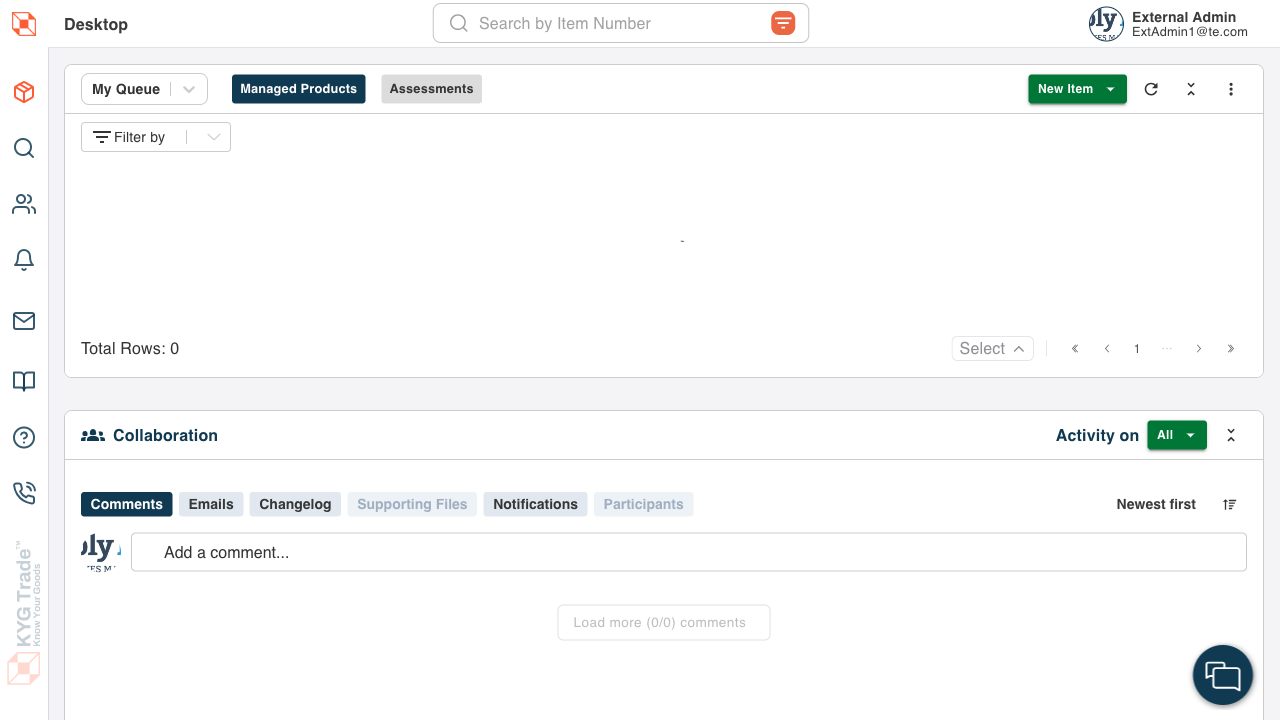 Desktop
Search by Item Number
External Admin
ExtAdmin1@te.com
My Queue
Managed Products
Assessments
New Item
Filter by
Total Rows: 0
Select
1
...
Collaboration
Activity on
All
Comments
Emails
Changelog
Supporting Files
Notifications
Participants
Newest first
Add a comment...
Load more (0/0) comments
KYG Trade™
Know Your Goods